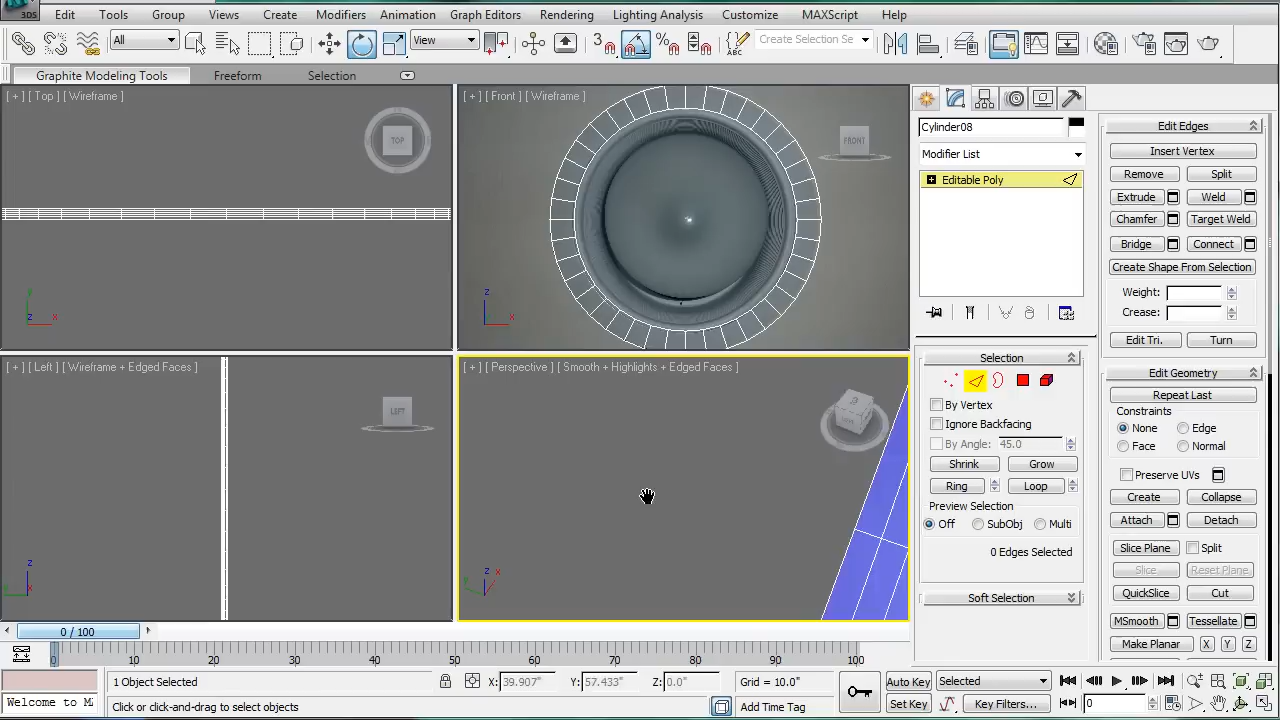 3DS Edit Tools Group Views Create Modifiers Animation Graph Editors Rendering Lighting Analysis Customize MAXScript Help
All View 3 Create Selection Se
Graphite Modeling Tools Freeform Selection
[ + ] [ Top ] [ Wireframe ]
[ + ] [ Front ] [ Wireframe ]
TOP
FRONT
y
z x
z
x
[ + ] [ Left ] [ Wireframe + Edged Faces ]
[ + ] [ Perspective ] [ Smooth + Highlights + Edged Faces ]
LEFT
z
x
z
x
Cylinder08
Modifier List
Editable Poly
Selection
By Vertex
Ignore Backfacing
By Angle: 45.0
Shrink Grow
Ring Loop
Preview Selection
Off SubObj Multi
0 Edges Selected
Soft Selection
Edit Edges
Insert Vertex
Remove Split
Extrude Weld
Chamfer Target Weld
Bridge Connect
Create Shape From Selection
Weight:
Crease:
Edit Tri. Turn
Edit Geometry
Repeat Last
Constraints
None Edge
Face Normal
Preserve UVs
Create Collapse
Attach Detach
Slice Plane Split
Slice Reset Plane
QuickSlice Cut
MSmooth Tessellate
Make Planar X Y Z
0 / 100
0 10 20 30 40 50 60 70 80 90 100
1 Object Selected X: 39.907" Y: 57.433" Z: 0.0" Grid = 10.0" Auto Key Selected
Welcome to M Click or click-and-drag to select objects Add Time Tag Set Key Key Filters... 0